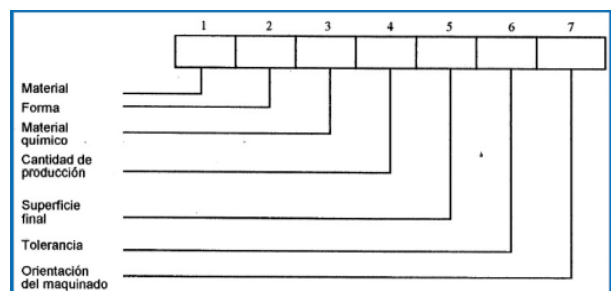 1 2 3 4 5 6 7
Material
Forma
Material
químico
Cantidad de
producción
Superficie
final
Tolerancia
Orientación
del maquinado